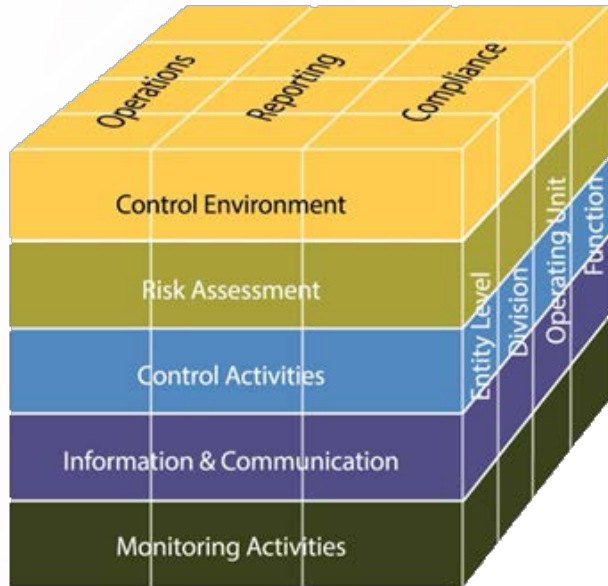 Operations
Reporting
Compliance
Control Environment
Risk Assessment
Control Activities
Information & Communication
Monitoring Activities
Entity Level
Division
Operating Unit
Function